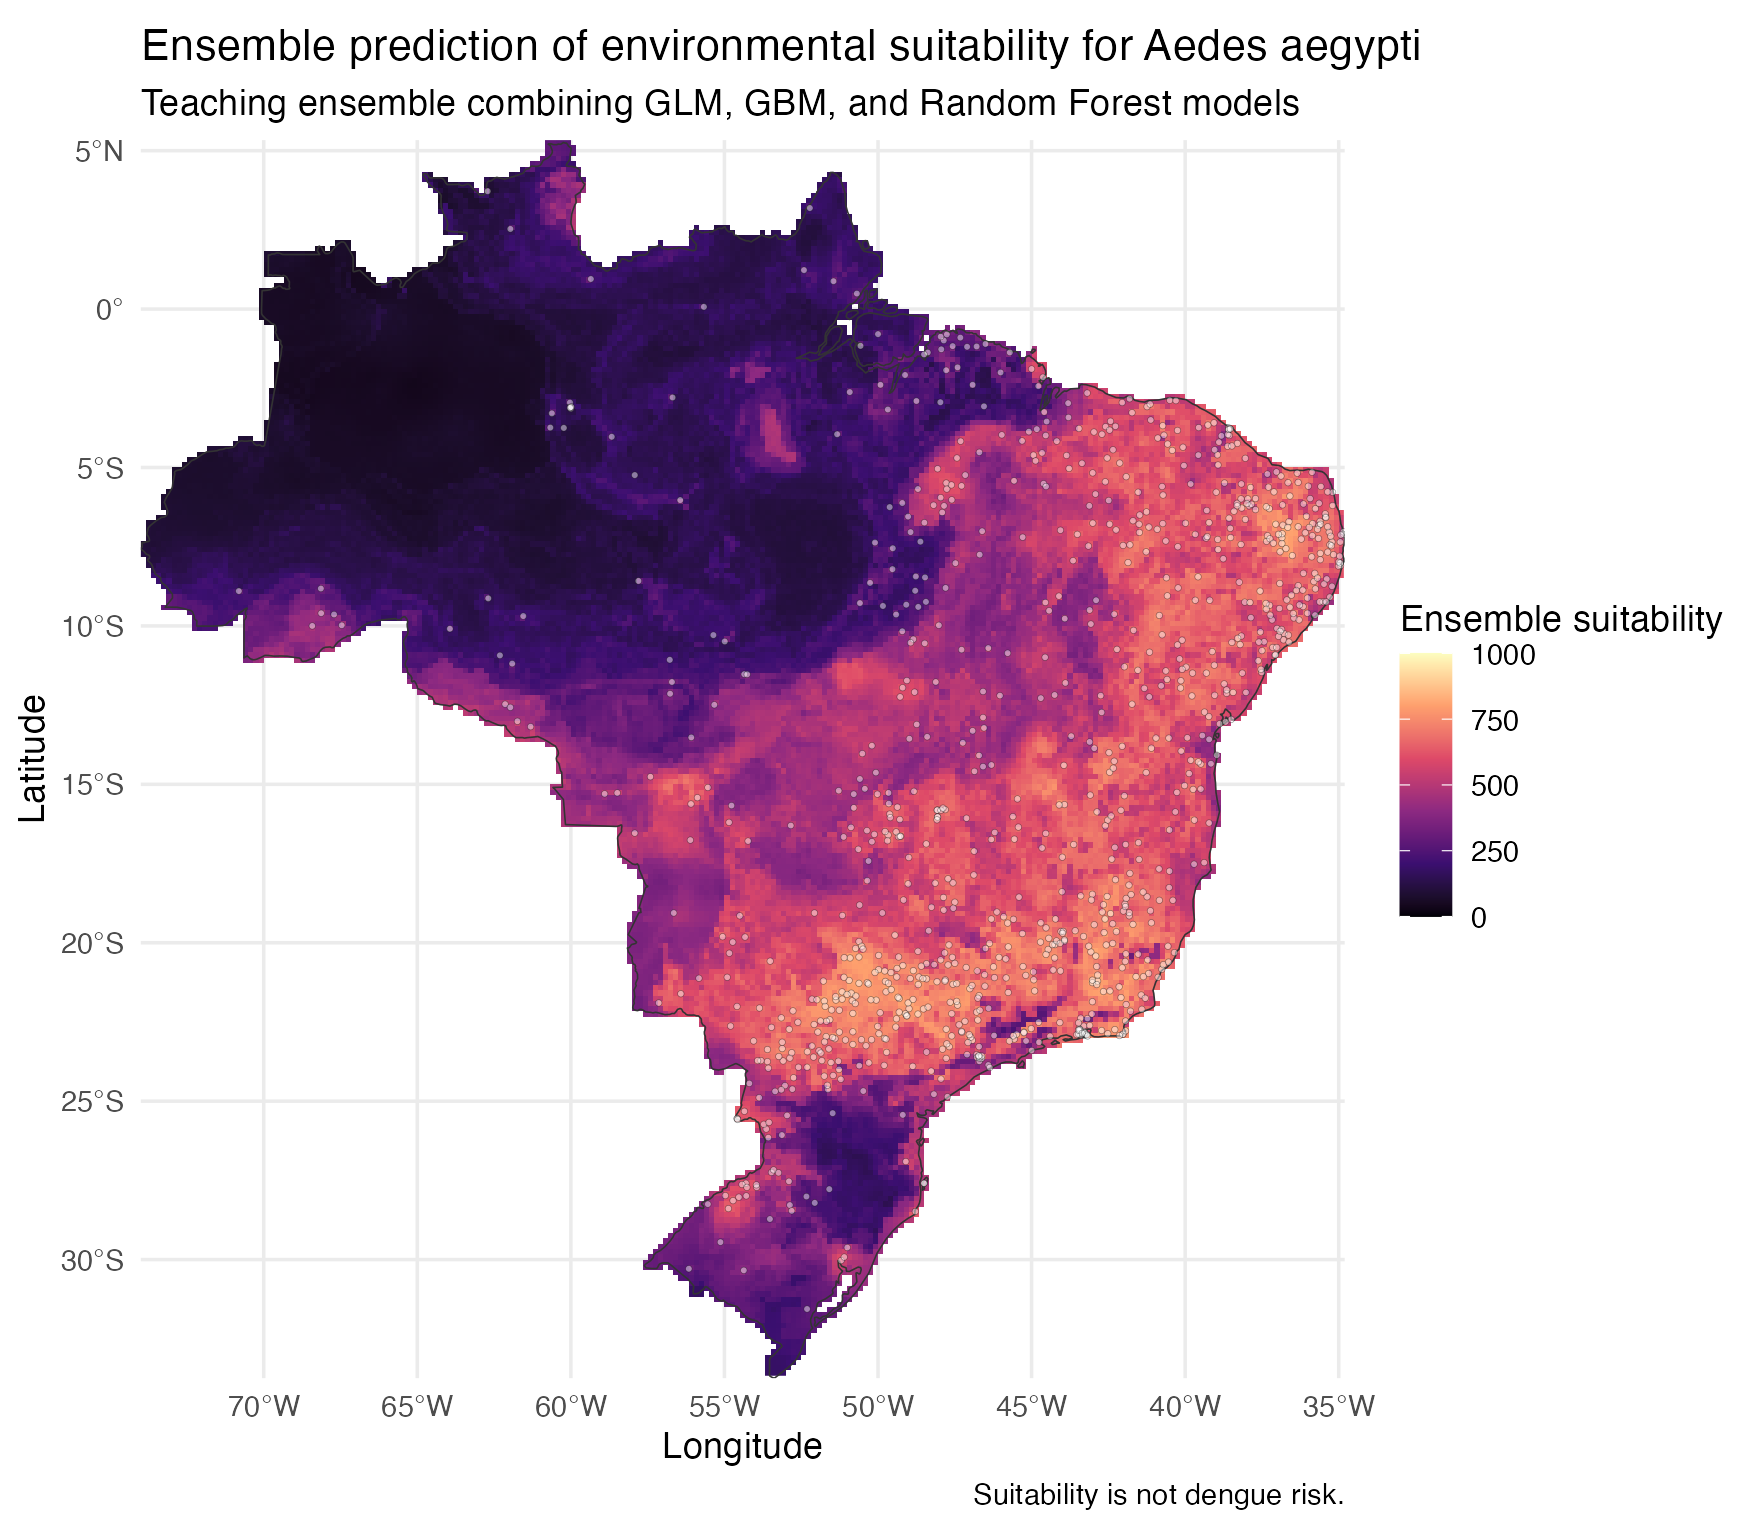 Ensemble prediction of environmental suitability for Aedes aegypti
Teaching ensemble combining GLM, GBM, and Random Forest models
5°N
0°
5°S
10°S
15°S
20°S
25°S
30°S
Latitude
70°W 65°W 60°W 55°W 50°W 45°W 40°W 35°W
Longitude
Ensemble suitability
1000
750
500
250
0
Suitability is not dengue risk.